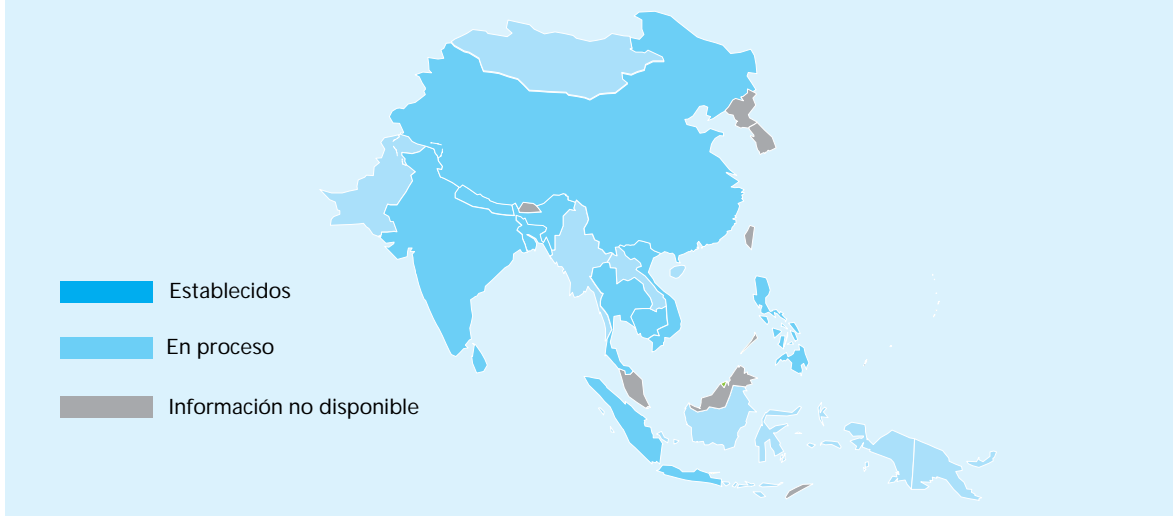 Establecidos
En proceso
Información no disponible